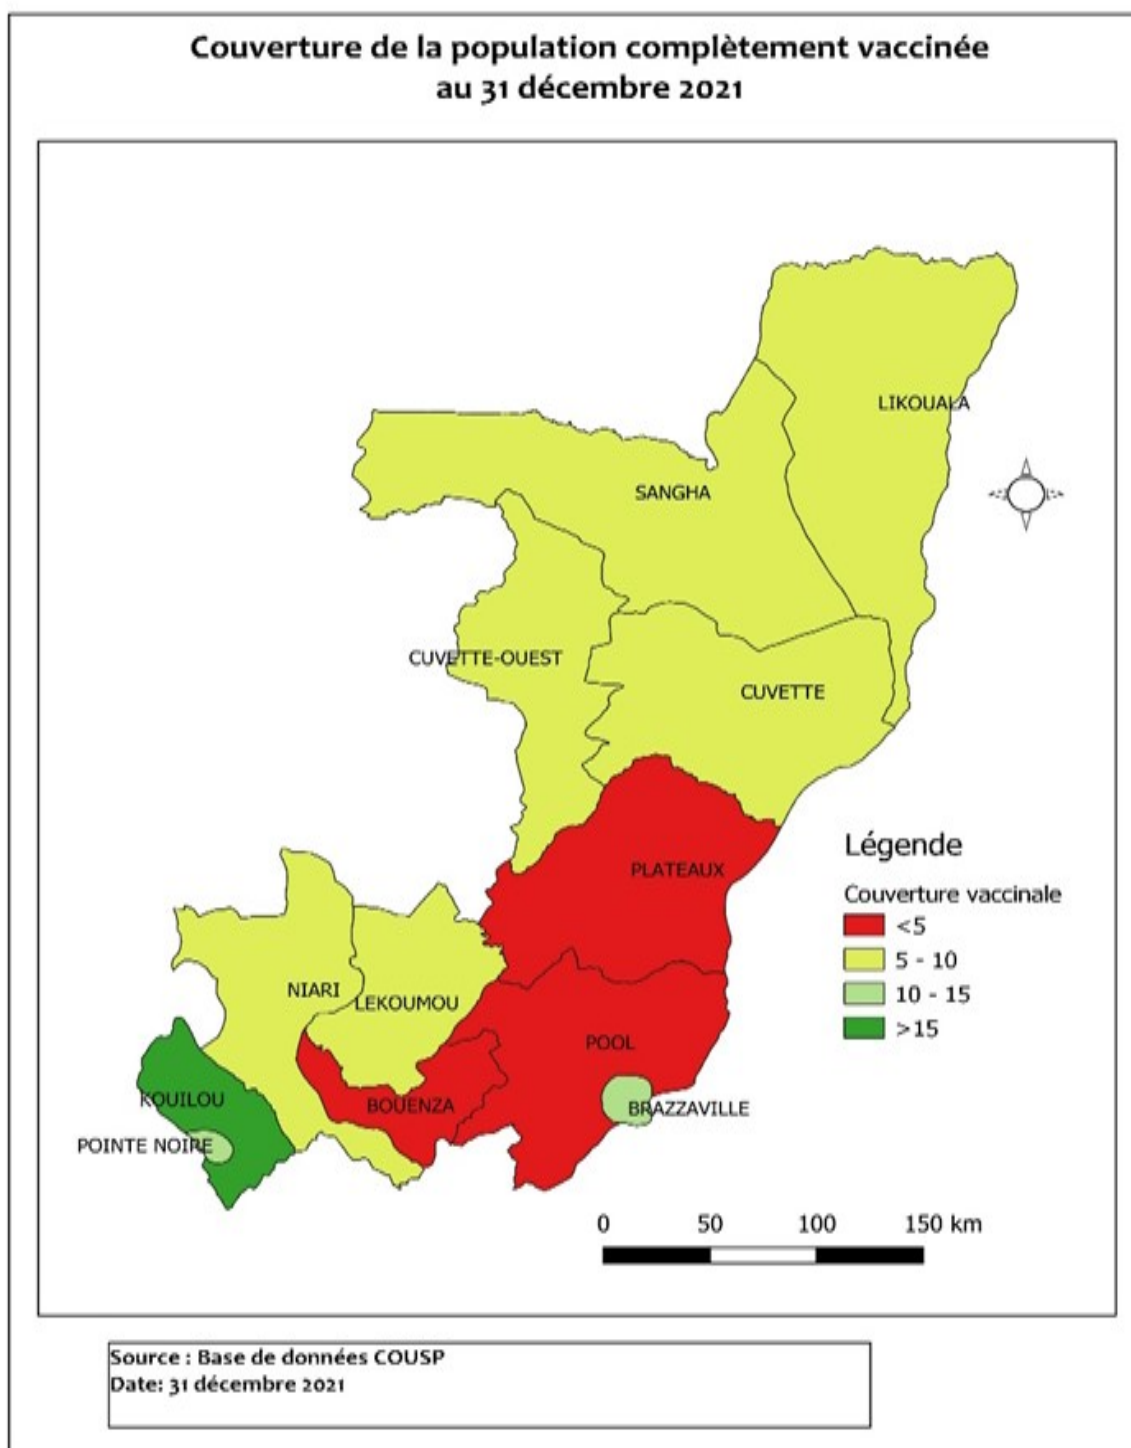 Couverture de la population complètement vaccinée
au 31 décembre 2021
LIKOUALA
SANGHA
CUVETTE-OUEST
CUVETTE
PLATEAUX
Légende
Couverture vaccinale
<5
5 - 10
10 - 15
>15
NIARI
LEKOUMOU
POOL
KOUILOU
BOUENZA
BRAZZAVILLE
POINTE NOIRE
0 50 100 150 km
Source : Base de données COUSP
Date: 31 décembre 2021